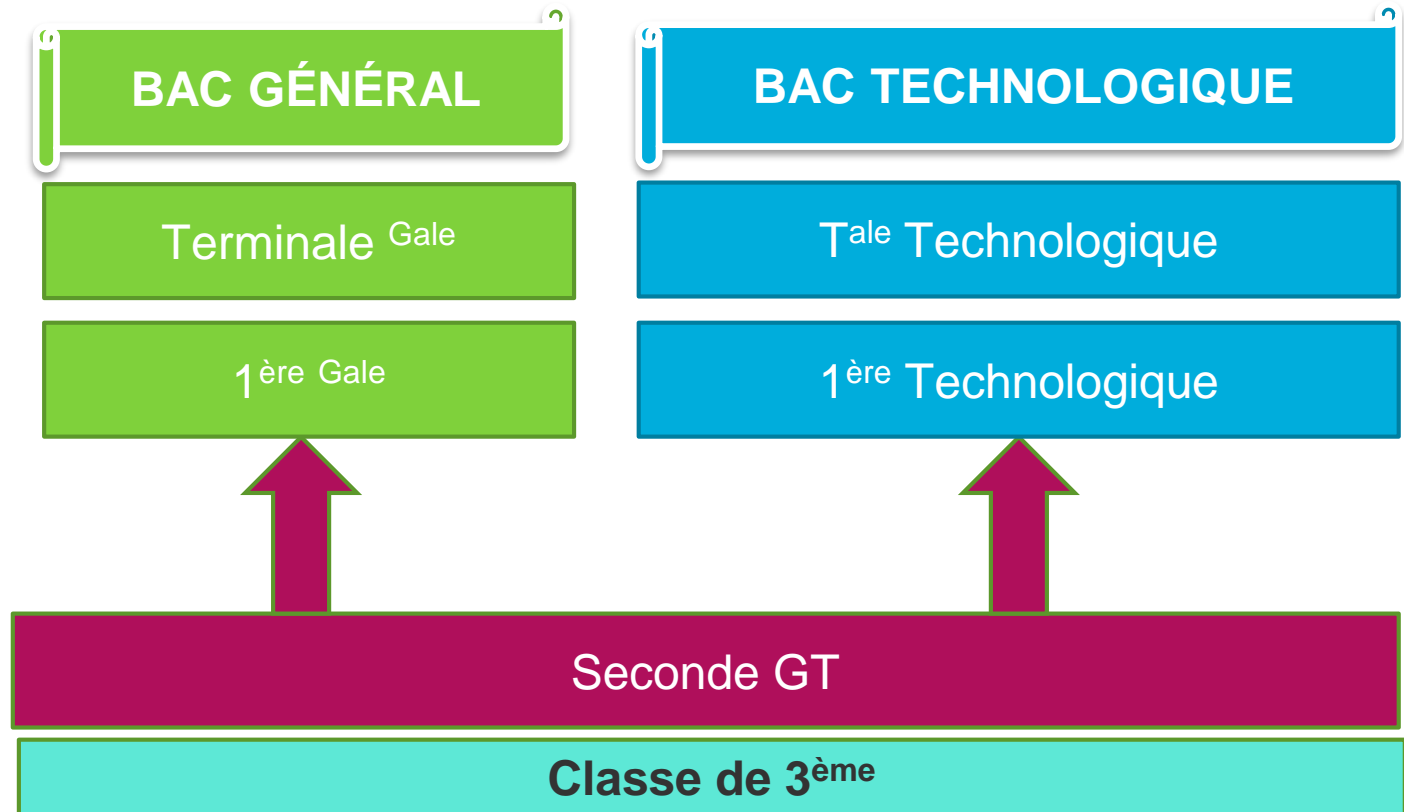 BAC GÉNÉRAL
BAC TECHNOLOGIQUE
Terminale Gale
Tale Technologique
1ère Gale
1ère Technologique
Seconde GT
Classe de 3ème